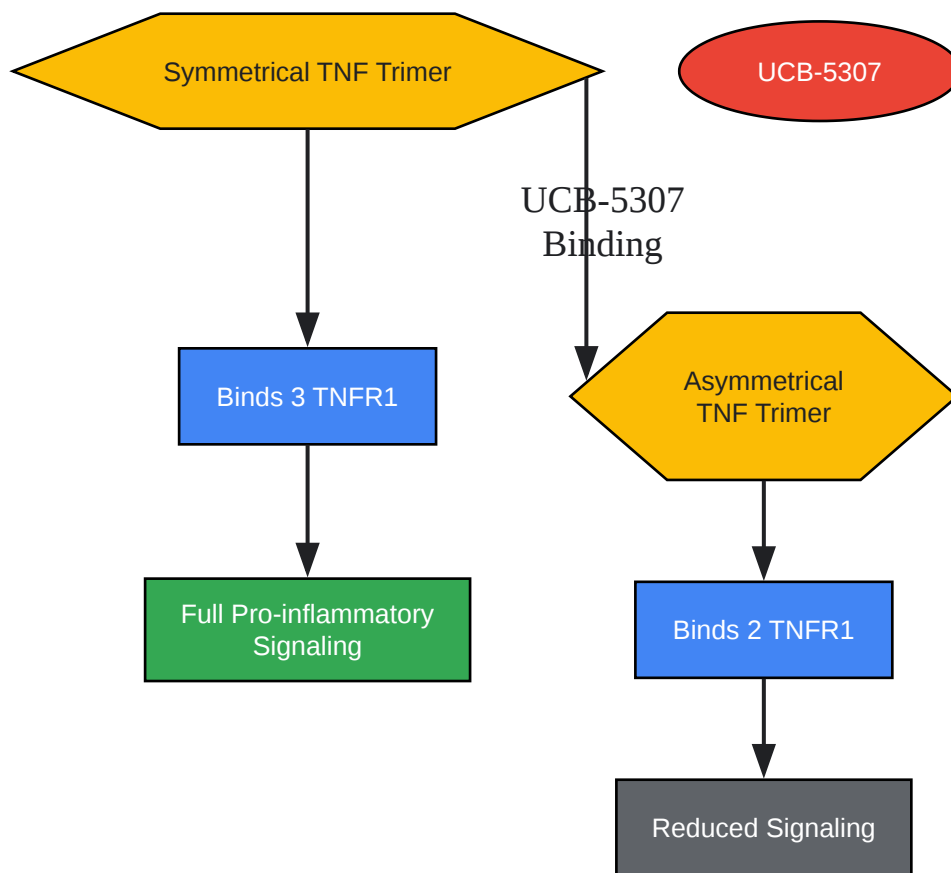 Symmetrical TNF Trimer
UCB-5307
UCB-5307
Binding
Binds 3 TNFR1
Asymmetrical
TNF Trimer
Full Pro-inflammatory
Signaling
Binds 2 TNFR1
Reduced Signaling